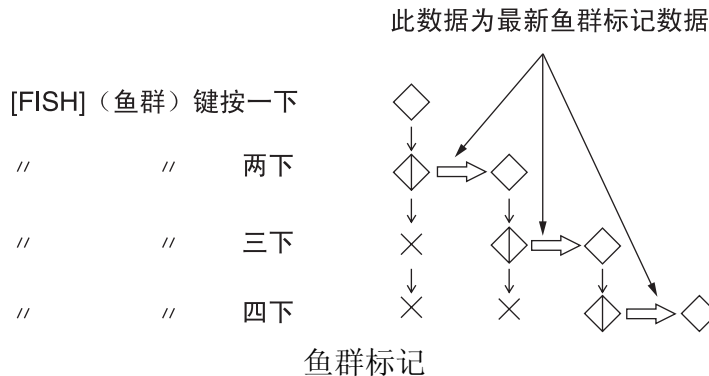 此数据为最新鱼群标记数据
[FISH]（鱼群）键按一下
〃 〃 两下
〃 〃 三下
〃 〃 四下
鱼群标记